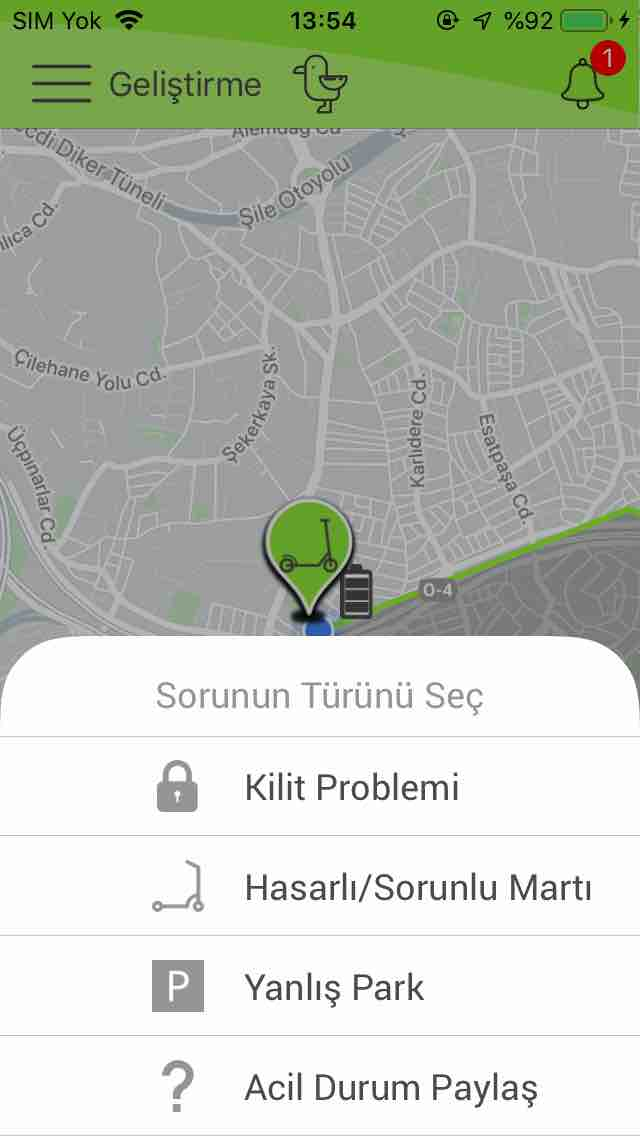 SIM Yok 13:54 %92
Geliştirme 1
Alemdağ Cd
Diker Tüneli
Şile Otoyolu
Ilıca Cd.
Çilehane Yolu Cd.
Şekerkaya Sk.
Karlıdere Cd.
Esatpaşa Cd.
Üçpınarlar Cd.
O-4
Sorunun Türünü Seç
Kilit Problemi
Hasarlı/Sorunlu Martı
P Yanlış Park
? Acil Durum Paylaş